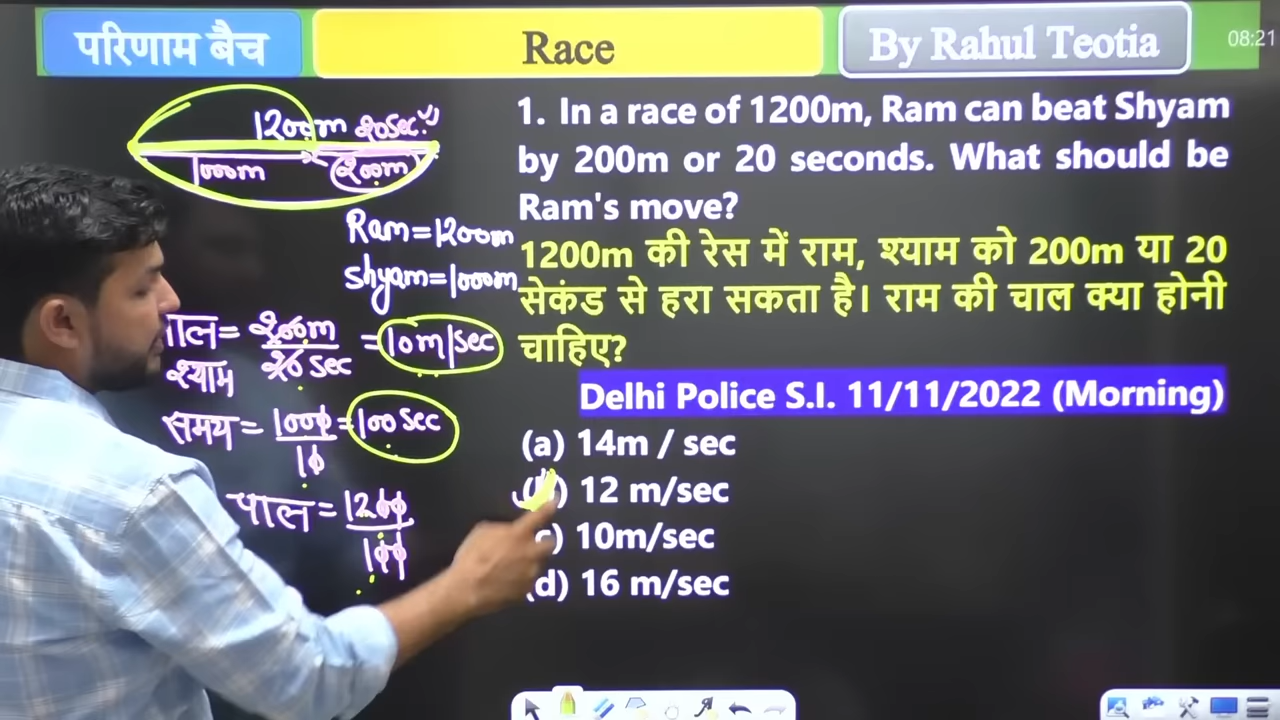 परिणाम बैच
Race
By Rahul Teotia
08:21
1200m 20sec.
1000m 200m
Ram=1200m
Shyam=1000m
चाल= 200m/20 sec = 10m/sec
श्याम
समय= 1000/10 = 100 sec
चाल= 1200/100
1. In a race of 1200m, Ram can beat Shyam
by 200m or 20 seconds. What should be
Ram's move?
1200m की रेस में राम, श्याम को 200m या 20
सेकंड से हरा सकता है। राम की चाल क्या होनी
चाहिए?
Delhi Police S.I. 11/11/2022 (Morning)
(a) 14m / sec
(b) 12 m/sec
(c) 10m/sec
(d) 16 m/sec